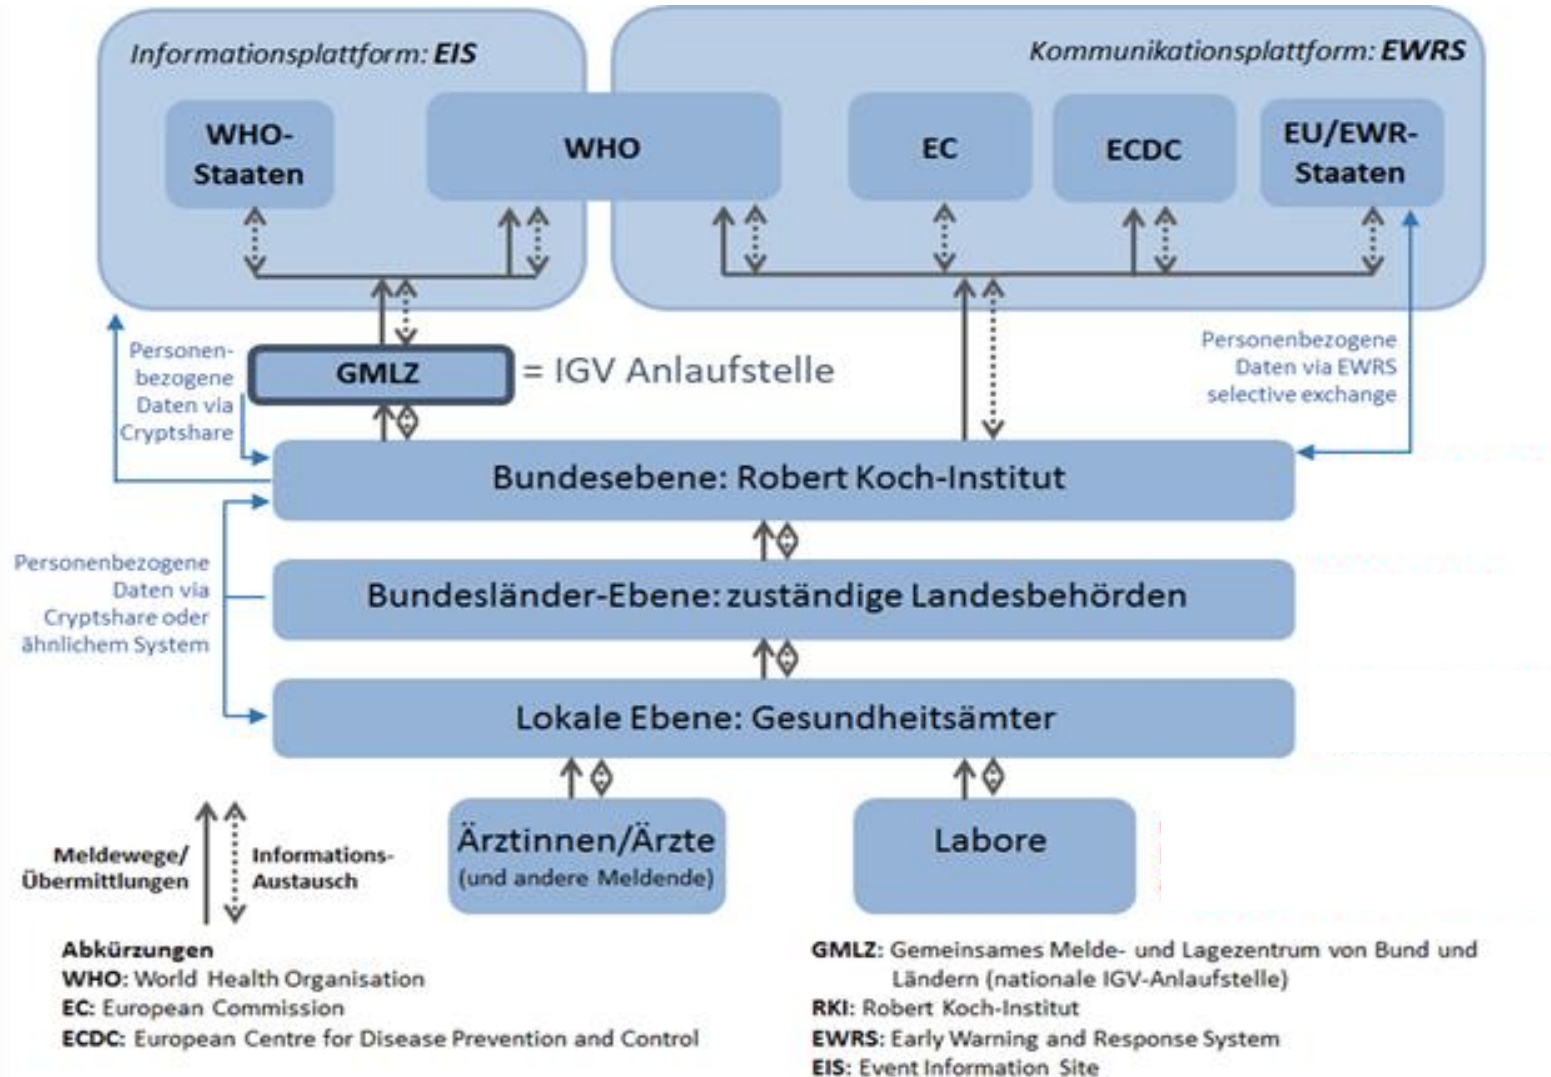 Informationsplattform: EIS
Kommunikationsplattform: EWRS
WHO-
Staaten
WHO
EC
ECDC
EU/EWR-
Staaten
Personen-
bezogene
Daten via
Cryptshare
GMLZ
= IGV Anlaufstelle
Personenbezogene
Daten via EWRS
selective exchange
Bundesebene: Robert Koch-Institut
Personenbezogene
Daten via
Cryptshare oder
ähnlichem System
Bundesländer-Ebene: zuständige Landesbehörden
Lokale Ebene: Gesundheitsämter
Ärztinnen/Ärzte
(und andere Meldende)
Labore
Meldewege/
Übermittlungen
Informations-
Austausch
Abkürzungen
WHO: World Health Organisation
EC: European Commission
ECDC: European Centre for Disease Prevention and Control
GMLZ: Gemeinsames Melde- und Lagezentrum von Bund und
Ländern (nationale IGV-Anlaufstelle)
RKI: Robert Koch-Institut
EWRS: Early Warning and Response System
EIS: Event Information Site